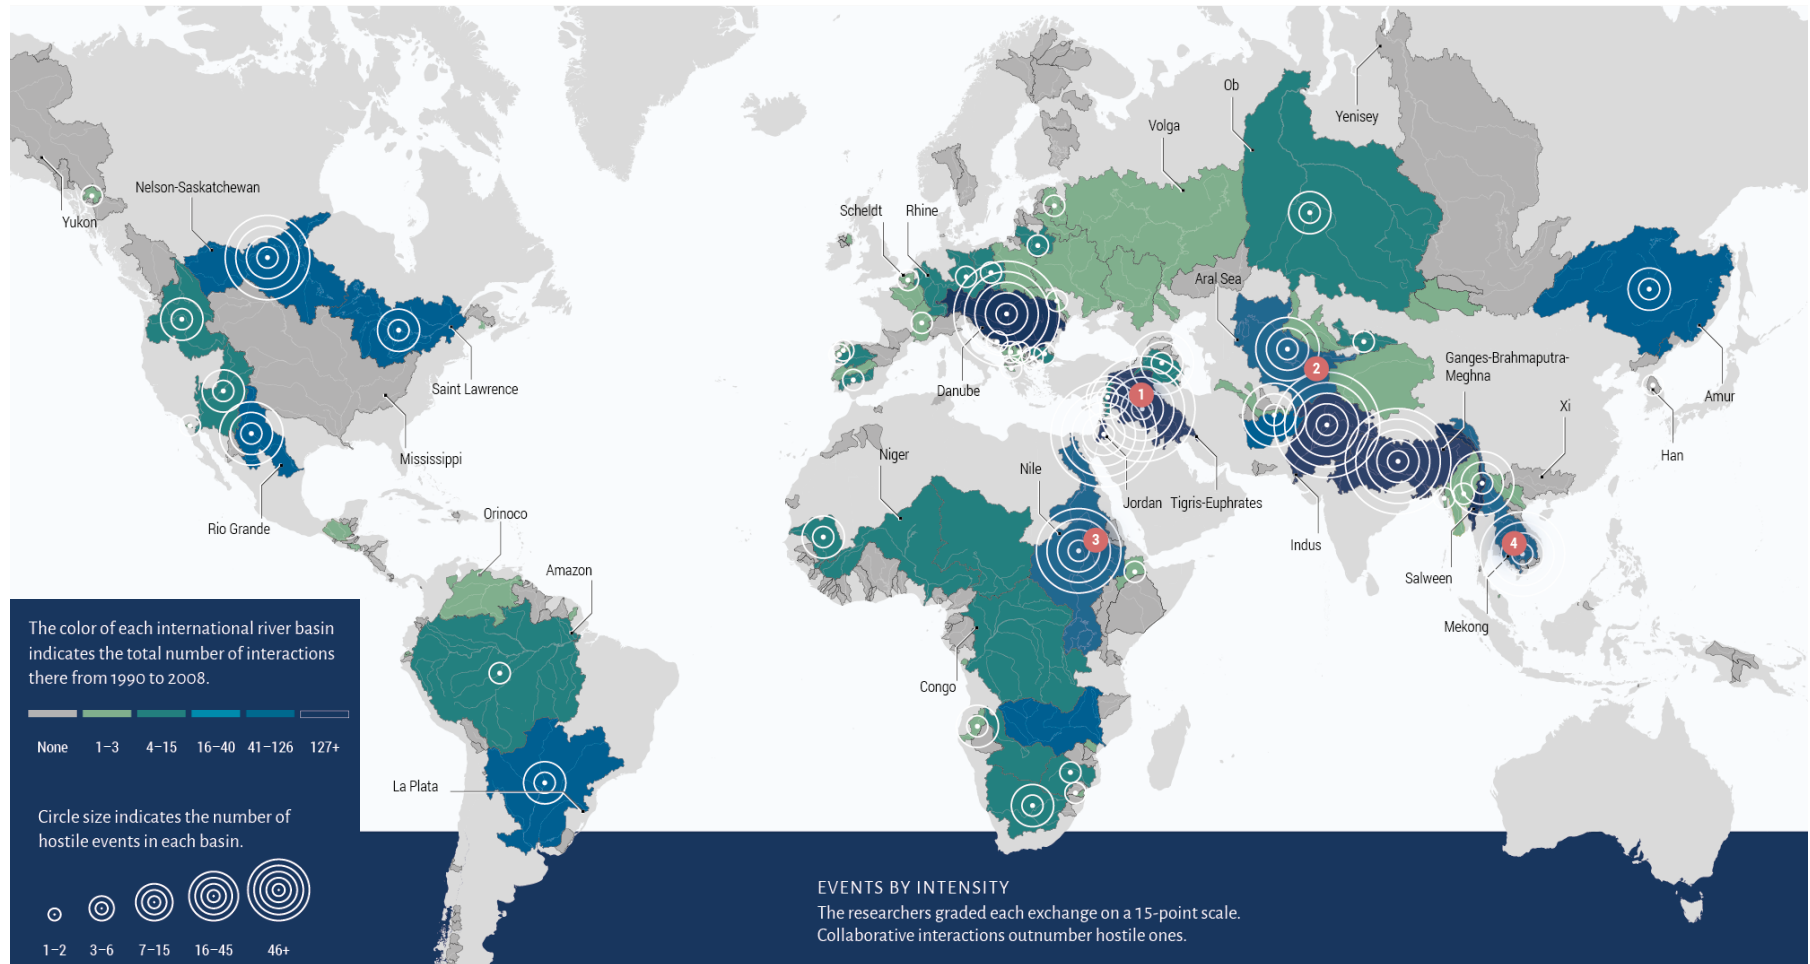 Ob
Yenisey
Volga
Nelson-Saskatchewan
Scheldt
Rhine
Yukon
Aral Sea
Ganges-Brahmaputra-
Meghna
2
Saint Lawrence
Danube
1
Amur
Xi
Mississippi
Niger
Nile
Han
Jordan
Tigris-Euphrates
Orinoco
Rio Grande
3
Indus
4
Amazon
Salween
Mekong
Congo
The color of each international river basin
indicates the total number of interactions
there from 1990 to 2008.
None
1–3
4–15
16–40
41–126
127+
La Plata
Circle size indicates the number of
hostile events in each basin.
1–2
3–6
7–15
16–45
46+
EVENTS BY INTENSITY
The researchers graded each exchange on a 15-point scale.
Collaborative interactions outnumber hostile ones.